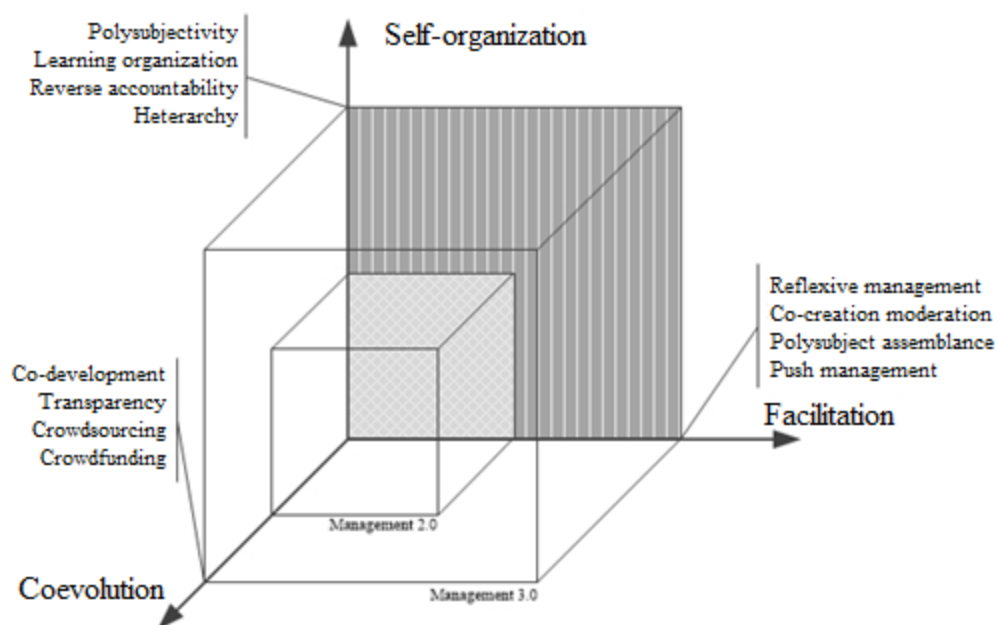 Polysubjectivity
Learning organization
Reverse accountability
Heterarchy
Self-organization
Reflexive management
Co-creation moderation
Polysubject assemblance
Push management
Facilitation
Co-development
Transparency
Crowdsourcing
Crowdfunding
Management 2.0
Coevolution
Management 3.0